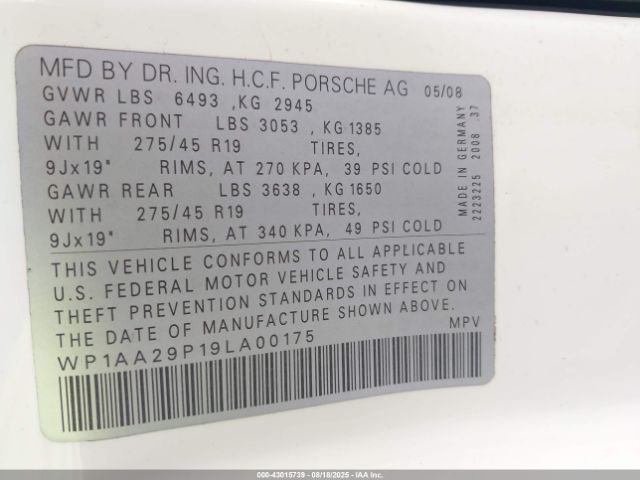 MFD BY DR. ING. H.C.F. PORSCHE AG 05/08
GVWR LBS 6493 ,KG 2945
GAWR FRONT LBS 3053 , KG 1385
WITH 275/45 R19 TIRES,
9Jx19" RIMS, AT 270 KPA, 39 PSI COLD
GAWR REAR LBS 3638 , KG 1650
WITH 275/45 R19 TIRES,
9Jx19" RIMS, AT 340 KPA, 49 PSI COLD
THIS VEHICLE CONFORMS TO ALL APPLICABLE
U.S. FEDERAL MOTOR VEHICLE SAFETY AND
THEFT PREVENTION STANDARDS IN EFFECT ON
THE DATE OF MANUFACTURE SHOWN ABOVE.
WP1AA29P19LA00175 MPV
MADE IN GERMANY
2223225 2008 .37
000-43015739 - 08/18/2025 - IAA Inc.